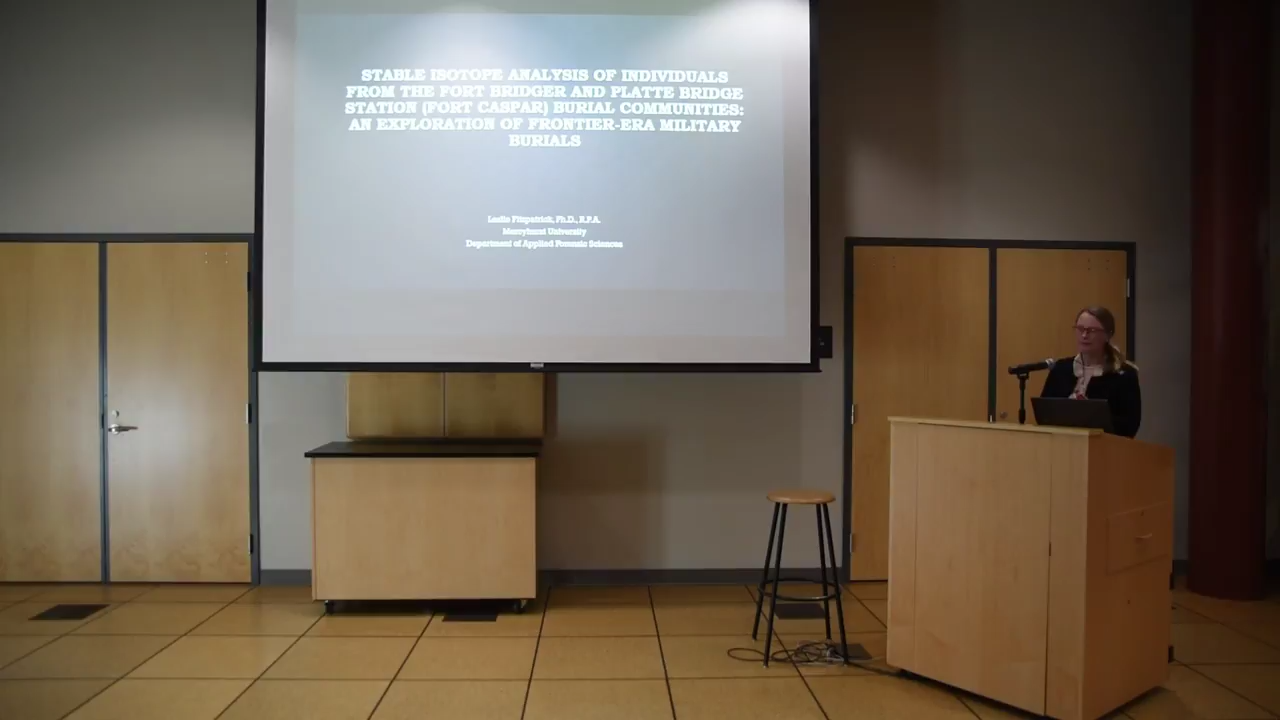 STABLE ISOTOPE ANALYSIS OF INDIVIDUALS
FROM THE FORT BRIDGER AND PLATTE BRIDGE
STATION (FORT CASPAR) BURIAL COMMUNITIES:
AN EXPLORATION OF FRONTIER-ERA MILITARY
BURIALS
Leslie Fitzpatrick, Ph.D., R.P.A.
Mercyhurst University
Department of Applied Forensic Sciences